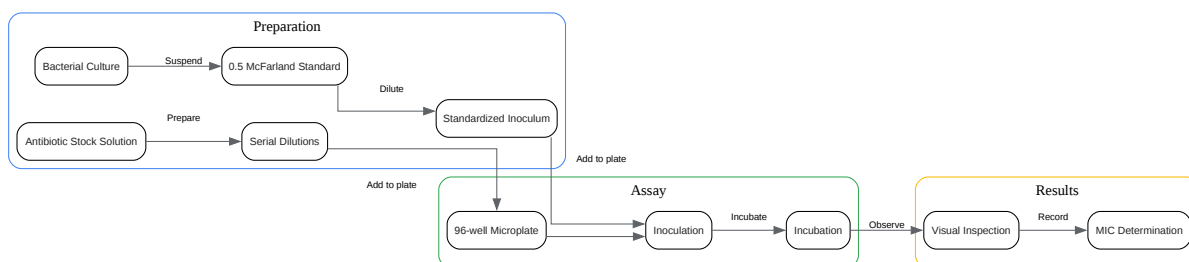 Preparation
Bacterial Culture
Suspend
0.5 McFarland Standard
Dilute
Standardized Inoculum
Antibiotic Stock Solution
Prepare
Serial Dilutions
Add to plate
Add to plate
Assay
96-well Microplate
Inoculation
Incubate
Incubation
Observe
Results
Visual Inspection
Record
MIC Determination